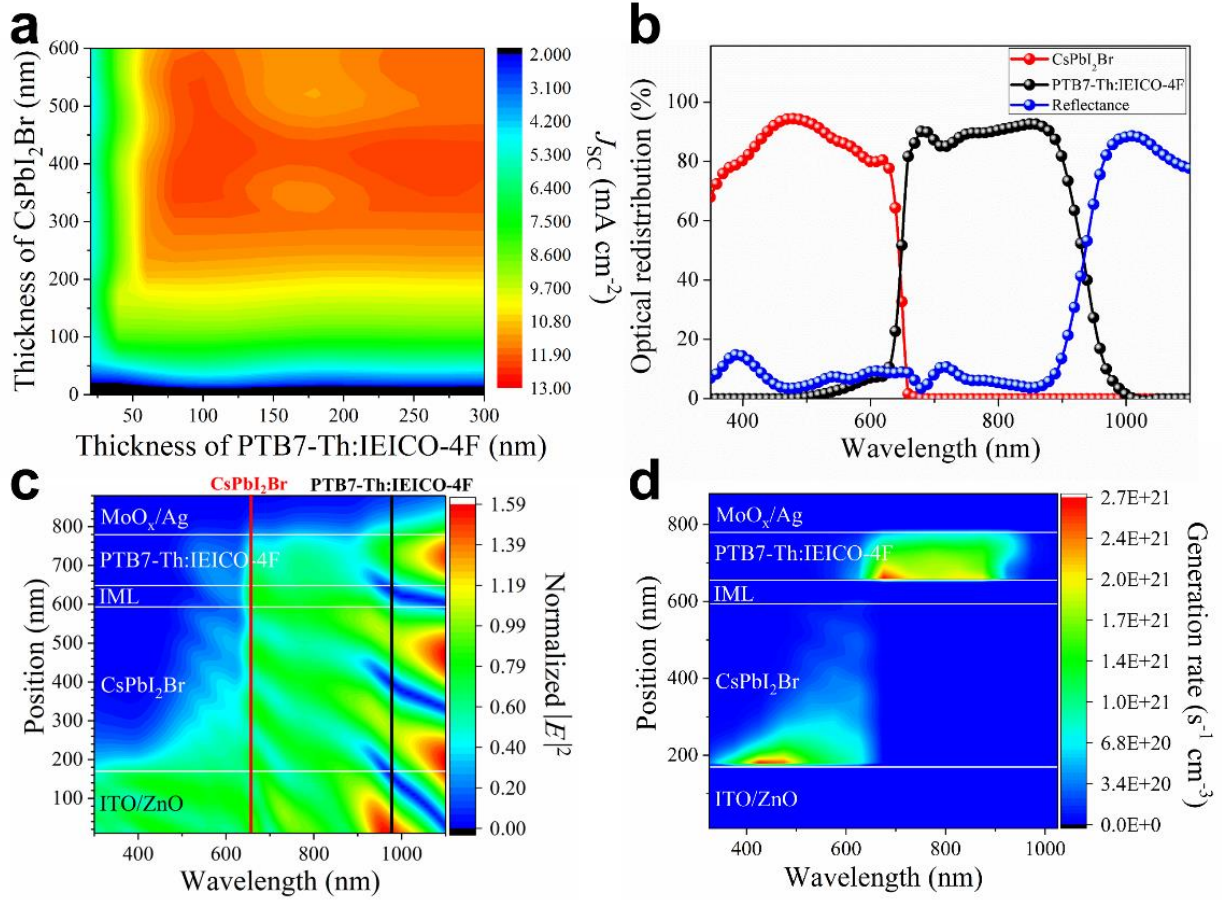 a
Thickness of CsPbI₂Br (nm)
600
500
400
300
200
100
0
50
100
150
200
250
300
Thickness of PTB7-Th:IEICO-4F (nm)
2.000
3.100
4.200
5.300
6.400
7.500
8.600
9.700
10.80
11.90
13.00
J_SC (mA cm⁻²)
b
Optical redistribution (%)
100
80
60
40
20
0
400
600
800
1000
Wavelength (nm)
CsPbI₂Br
PTB7-Th:IEICO-4F
Reflectance
c
CsPbI₂Br
PTB7-Th:IEICO-4F
Position (nm)
800
700
600
500
400
300
200
100
MoOₓ/Ag
PTB7-Th:IEICO-4F
IML
CsPbI₂Br
ITO/ZnO
400
600
800
1000
Wavelength (nm)
1.59
1.39
1.19
0.99
0.79
0.60
0.40
0.20
0.00
Normalized |E|²
d
Position (nm)
800
600
400
200
0
MoOₓ/Ag
PTB7-Th:IEICO-4F
IML
CsPbI₂Br
ITO/ZnO
400
600
800
1000
Wavelength (nm)
2.7E+21
2.4E+21
2.0E+21
1.7E+21
1.4E+21
1.0E+21
6.8E+20
3.4E+20
0.0E+0
Generation rate (s⁻¹ cm⁻³)